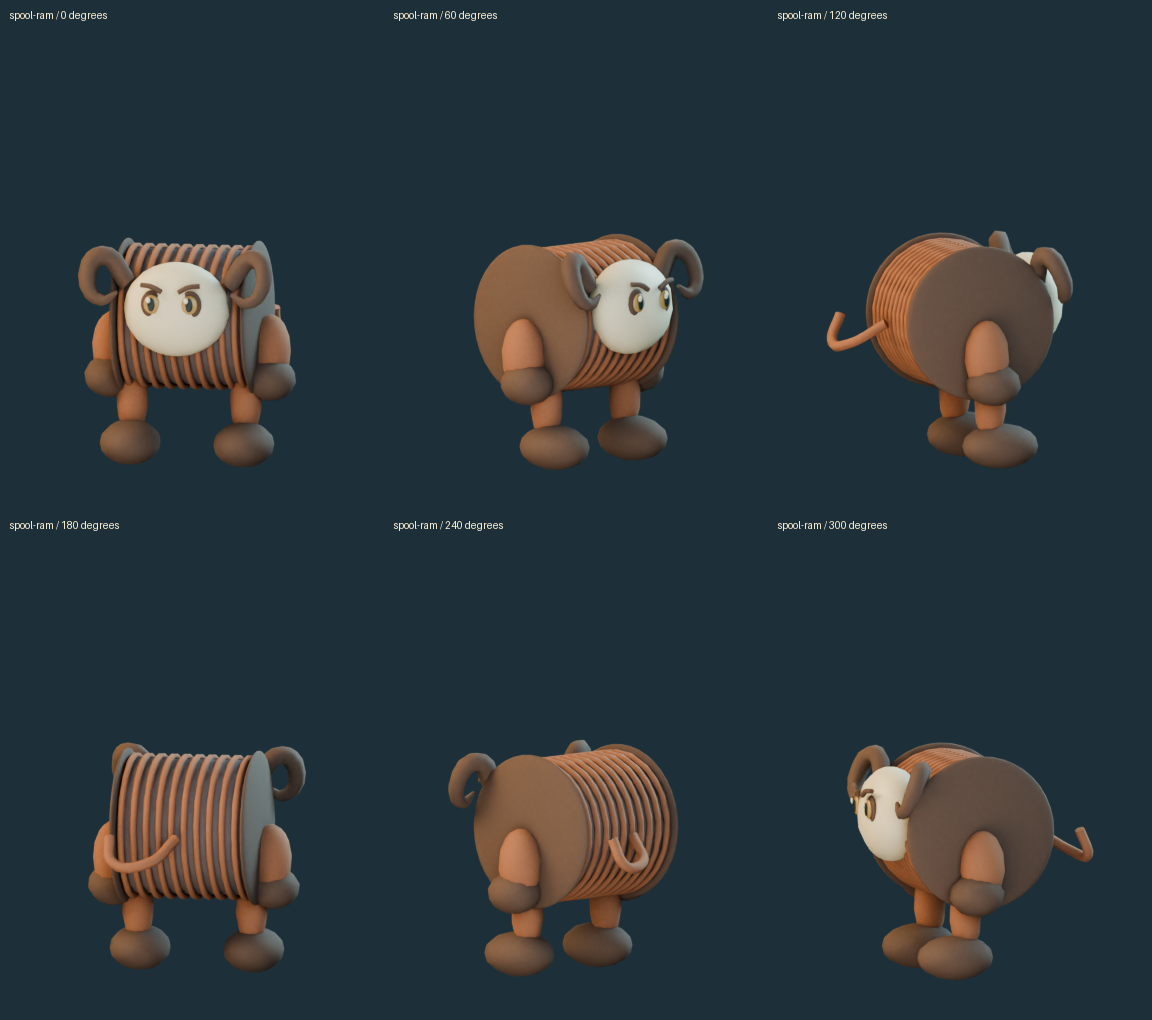 spool-ram / 0 degrees
spool-ram / 60 degrees
spool-ram / 120 degrees
spool-ram / 180 degrees
spool-ram / 240 degrees
spool-ram / 300 degrees